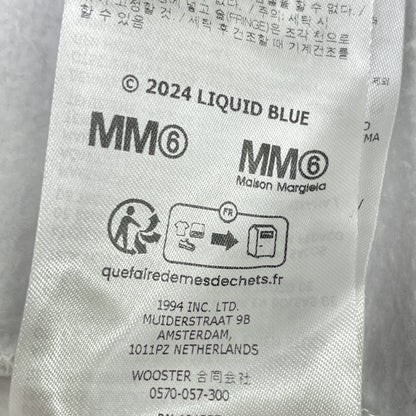 © 2024 LIQUID BLUE
MM⑥
MM⑥
Maison Margiela
FR
quefairedemesdechets.fr
1994 INC. LTD.
MUIDERSTRAAT 9B
AMSTERDAM,
1011PZ NETHERLANDS
WOOSTER 合同会社
0570-057-300